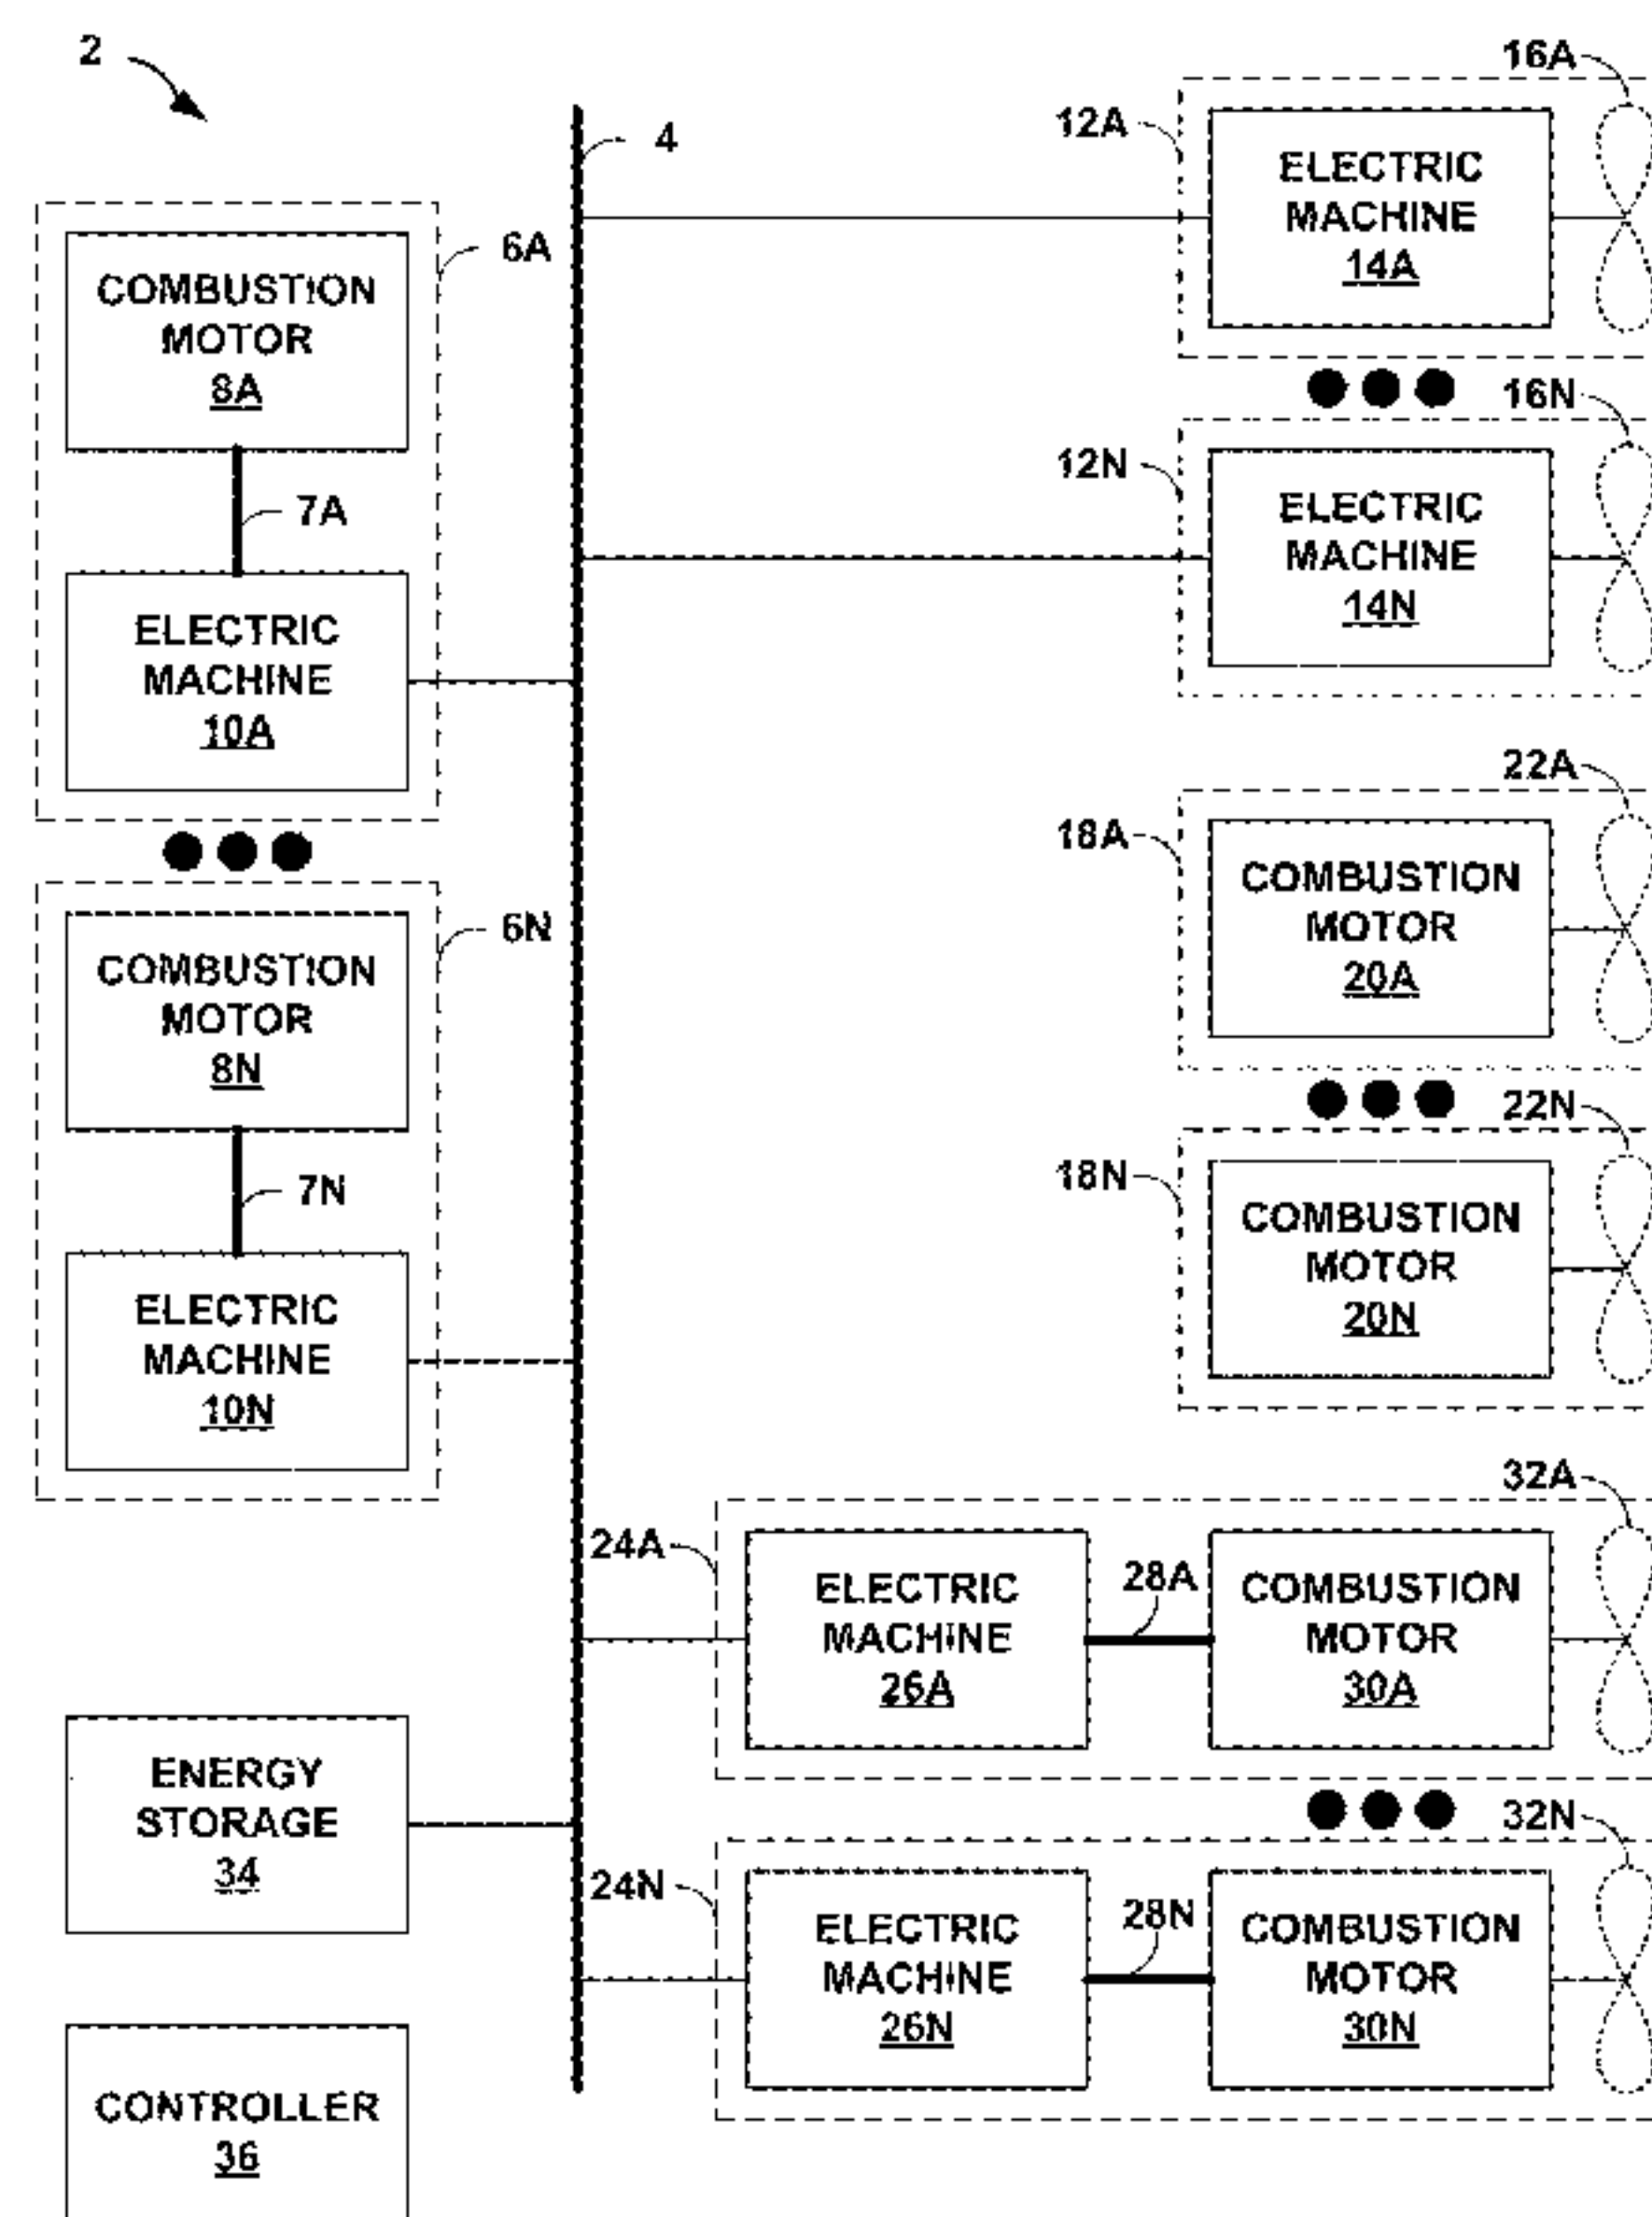 2
4
6A
COMBUSTION
MOTOR
8A
7A
ELECTRIC
MACHINE
10A
6N
COMBUSTION
MOTOR
8N
7N
ELECTRIC
MACHINE
10N
ENERGY
STORAGE
34
CONTROLLER
36
12A
16A
ELECTRIC
MACHINE
14A
12N
16N
ELECTRIC
MACHINE
14N
18A
22A
COMBUSTION
MOTOR
20A
18N
22N
COMBUSTION
MOTOR
20N
24A
ELECTRIC
MACHINE
26A
28A
32A
COMBUSTION
MOTOR
30A
24N
ELECTRIC
MACHINE
26N
28N
32N
COMBUSTION
MOTOR
30N